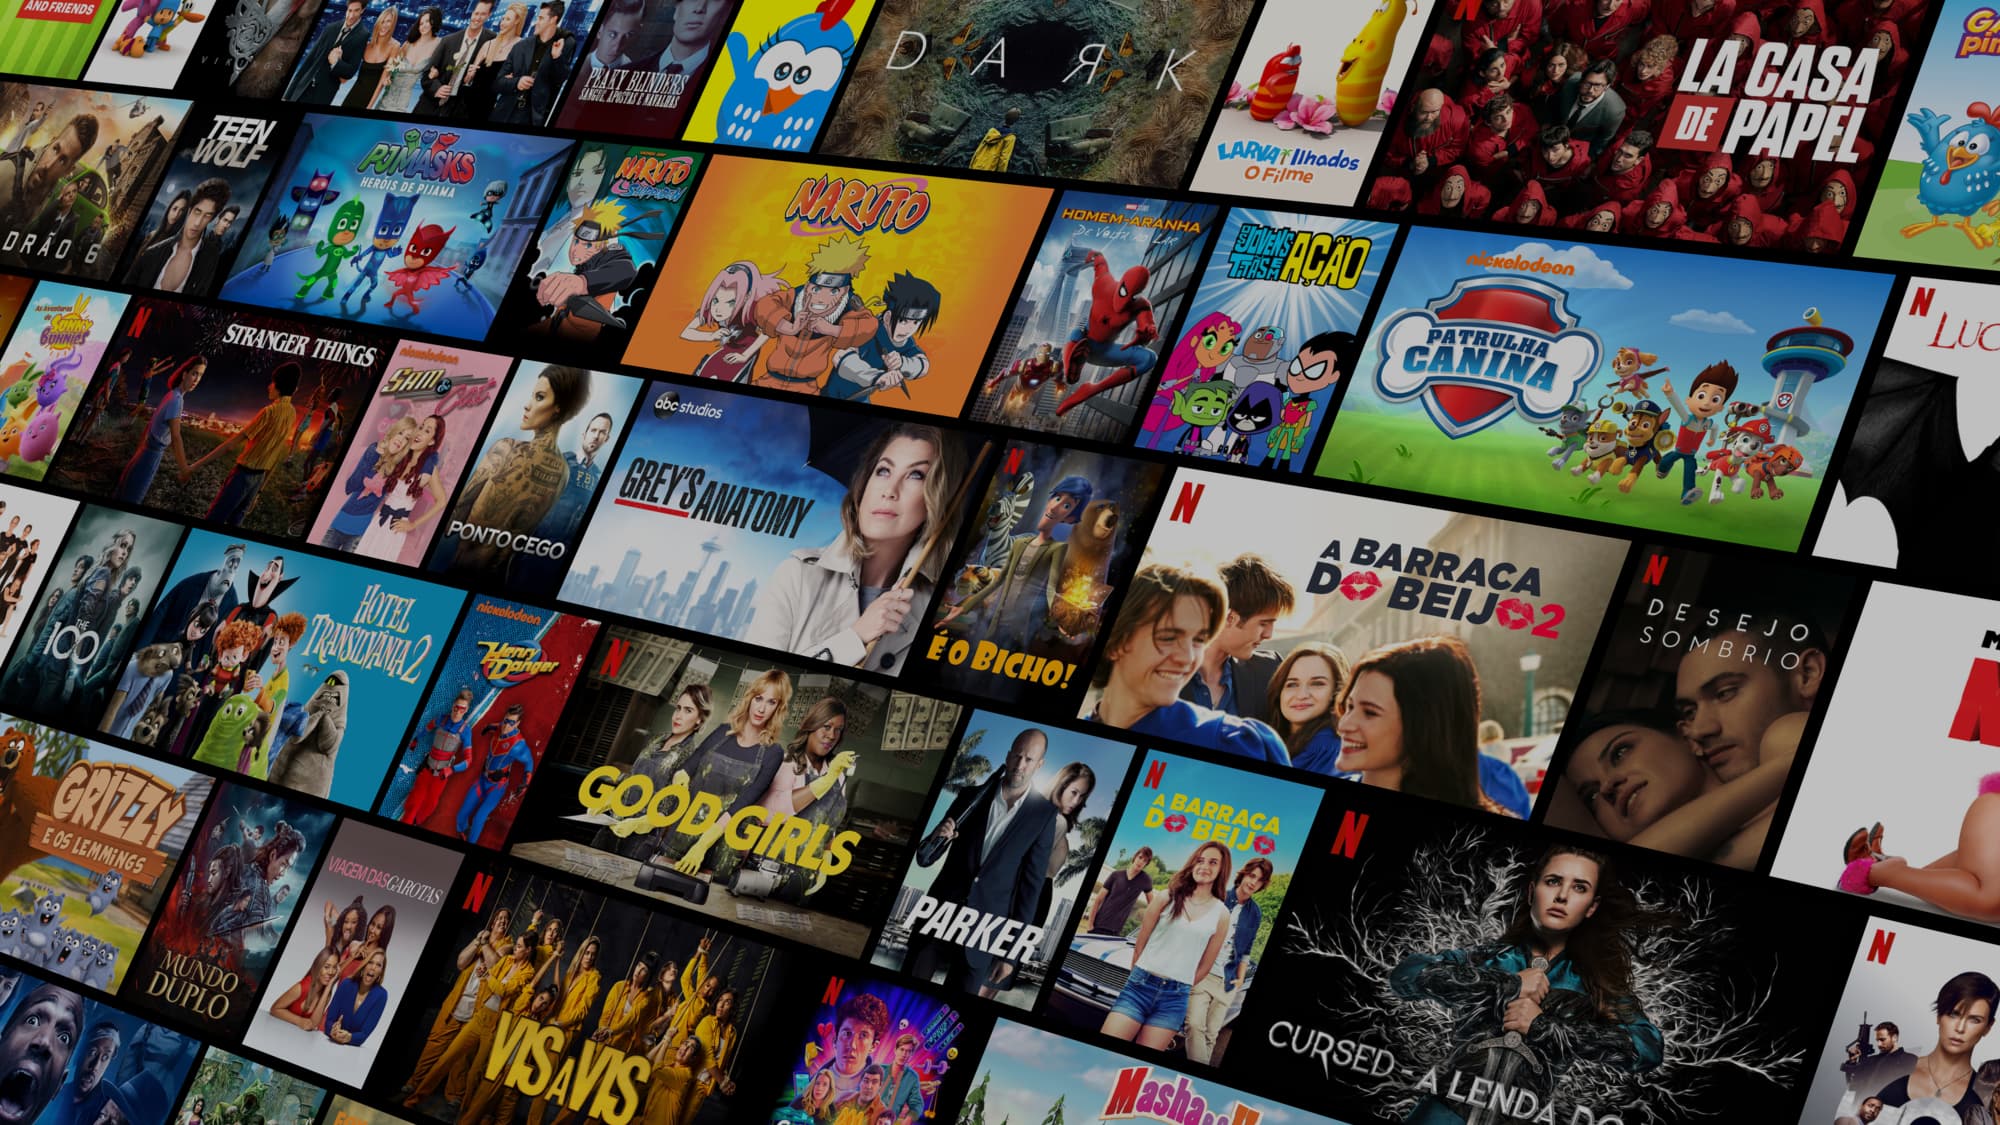 AND FRIENDS
VIKINGS
PEAKY BLINDERS
SANGUE, APOSTAS E NAVALHAS
DARK
LARVA Ilhados
O Filme
N
LA CASA
DE PAPEL
DRÃO 6
TEEN
WOLF
PJMASKS
HERÓIS DE PIJAMA
NARUTO
Shippuden
NARUTO
HOMEM-ARANHA
DE VOLTA AO LAR
OS JOVENS
TITÃS EM AÇÃO
nickelodeon
PATRULHA
CANINA
N
As Aventuras
de
SUNNY
BUNNIES
N
STRANGER THINGS
nickelodeon
SAM &
Cat
PONTO CEGO
FBI
abc studios
GREY'S ANATOMY
N
É O BICHO!
N
A BARRACA
DO BEIJO 2
N
DESEJO
SOMBRIO
THE
100
HOTEL
TRANSILVÂNIA 2
nickelodeon
Henry
Danger
N
GOOD GIRLS
PARKER
N
A BARRACA
DO BEIJO
N
CURSED - A LENDA DO
GRIZZY
E OS LEMMINGS
MUNDO
DUPLO
VIAGEM DAS GAROTAS
N
VIS A VIS
N
Masha
N